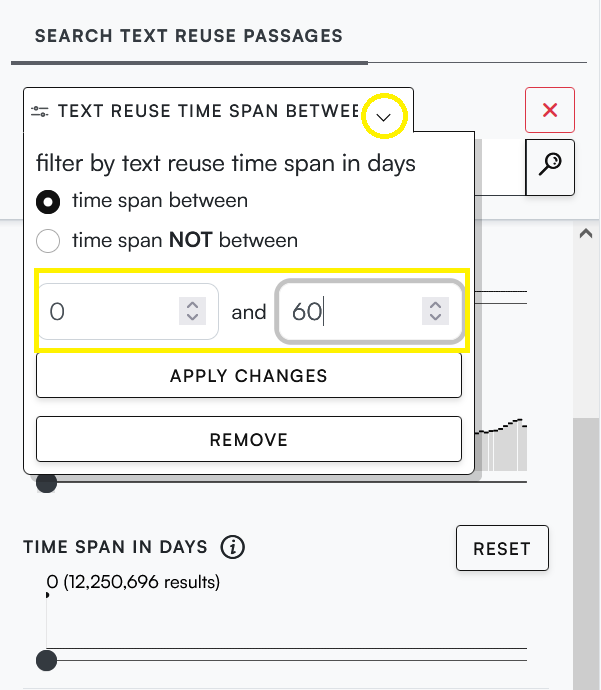 SEARCH TEXT REUSE PASSAGES
TEXT REUSE TIME SPAN BETWEE
filter by text reuse time span in days
time span between
time span NOT between
0 and 60
APPLY CHANGES
REMOVE
TIME SPAN IN DAYS
RESET
0 (12,250,696 results)